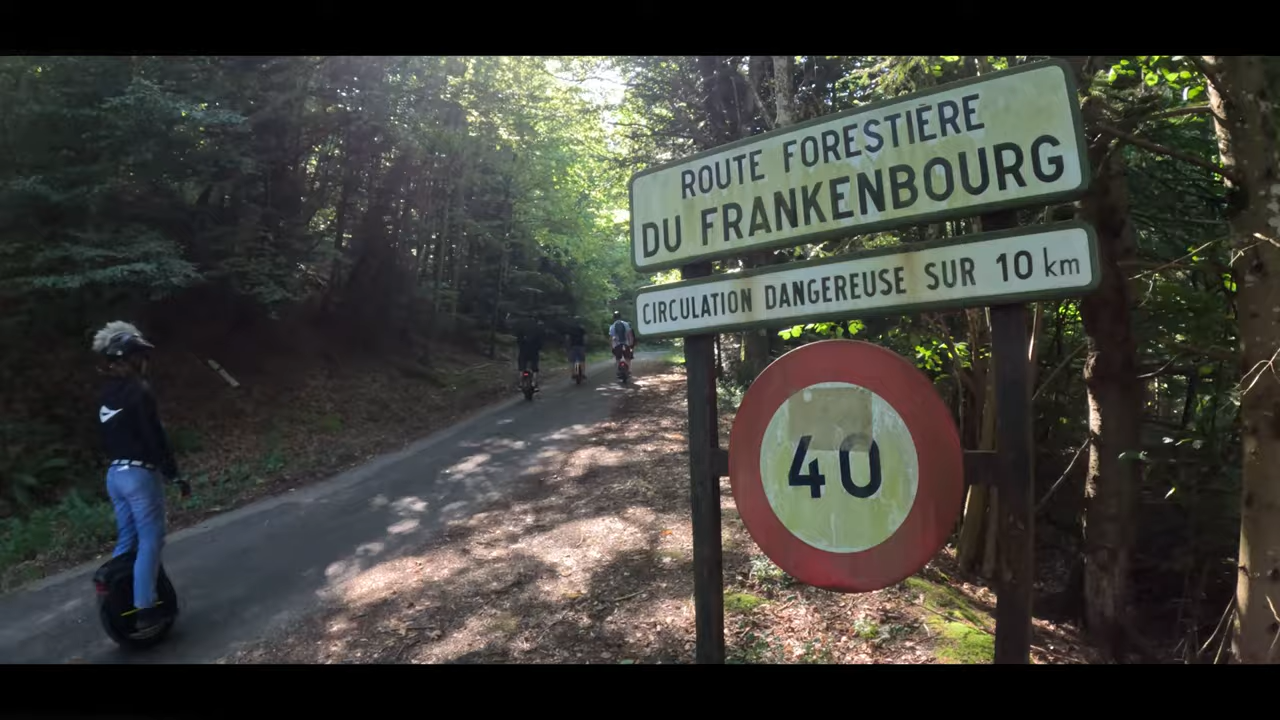 ROUTE FORESTIÈRE
DU FRANKENBOURG
CIRCULATION DANGEREUSE SUR 10 km
40